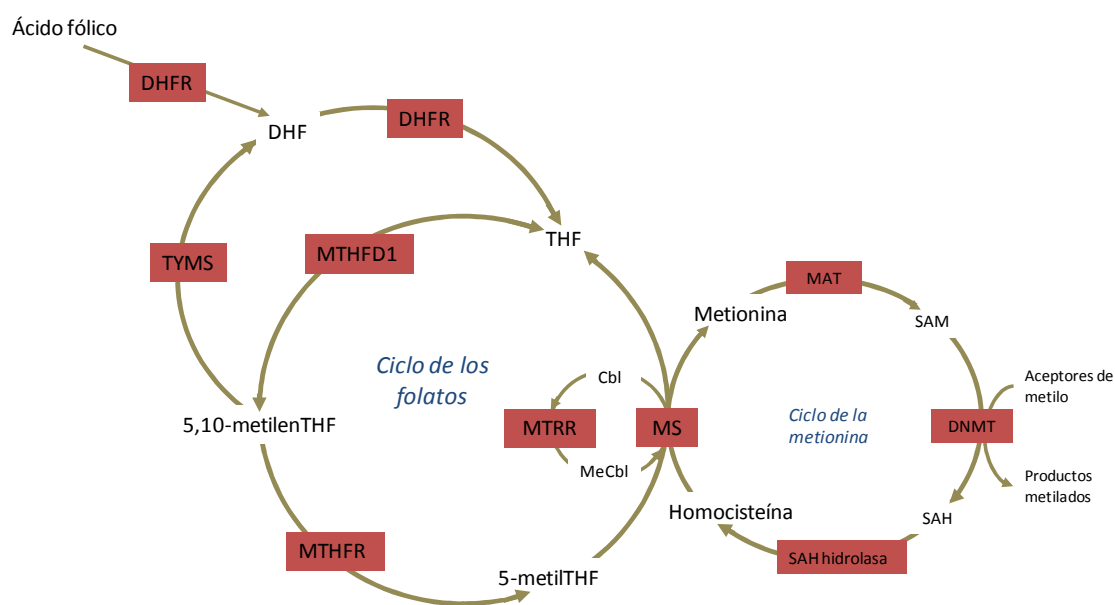 Ácido fólico
DHFR
DHF
DHFR
TYMS
MTHFD1
THF
Ciclo de los
folatos
5,10-metilenTHF
MTHFR
5-metilTHF
Cbl
MTRR
MS
MeCbl
Metionina
MAT
SAM
Ciclo de la
metionina
Aceptores de
metilo
DNMT
Productos
metilados
SAH
SAH hidrolasa
Homocisteína